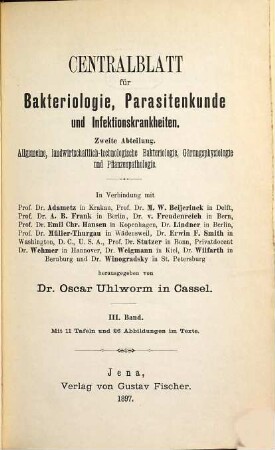 CENTRALBLATT
für
Bakteriologie, Parasitenkunde
und Infektionskrankheiten.
Zweite Abteilung.
Allgemeine, landwirtschaftlich-technologische Bakteriologie, Gärungsphysiologie
und Pflanzenpathologie.
In Verbindung mit
Prof. Dr. Adametz in Krakau, Prof. Dr. M. W. Beijerinck in Delft,
Prof. Dr. A. B. Frank in Berlin, Dr. v. Freudenreich in Bern,
Prof. Dr. Emil Chr. Hansen in Kopenhagen, Dr. Lindner in Berlin,
Prof. Dr. Müller-Thurgau in Wädensweil, Dr. Erwin F. Smith in
Washington, D. C., U. S. A., Prof. Dr. Stutzer in Bonn, Privatdocent
Dr. Wehmer in Hannover, Dr. Weigmann in Kiel, Dr. Wilfarth in
Bernburg und Dr. Winogradsky in St. Petersburg
herausgegeben von
Dr. Oscar Uhlworm in Cassel.
III. Band.
Mit 11 Tafeln und 86 Abbildungen im Texte.
Jena,
Verlag von Gustav Fischer.
1897.